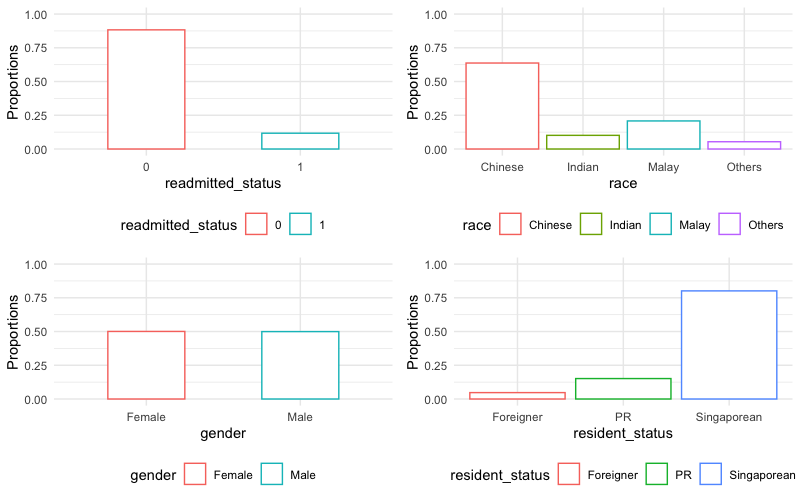 1.00
0.75
0.50
0.25
0.00
Proportions
0 1
readmitted_status
readmitted_status 0 1
1.00
0.75
0.50
0.25
0.00
Proportions
Chinese Indian Malay Others
race
race Chinese Indian Malay Others
1.00
0.75
0.50
0.25
0.00
Proportions
Female Male
gender
gender Female Male
1.00
0.75
0.50
0.25
0.00
Proportions
Foreigner PR Singaporean
resident_status
resident_status Foreigner PR Singaporean